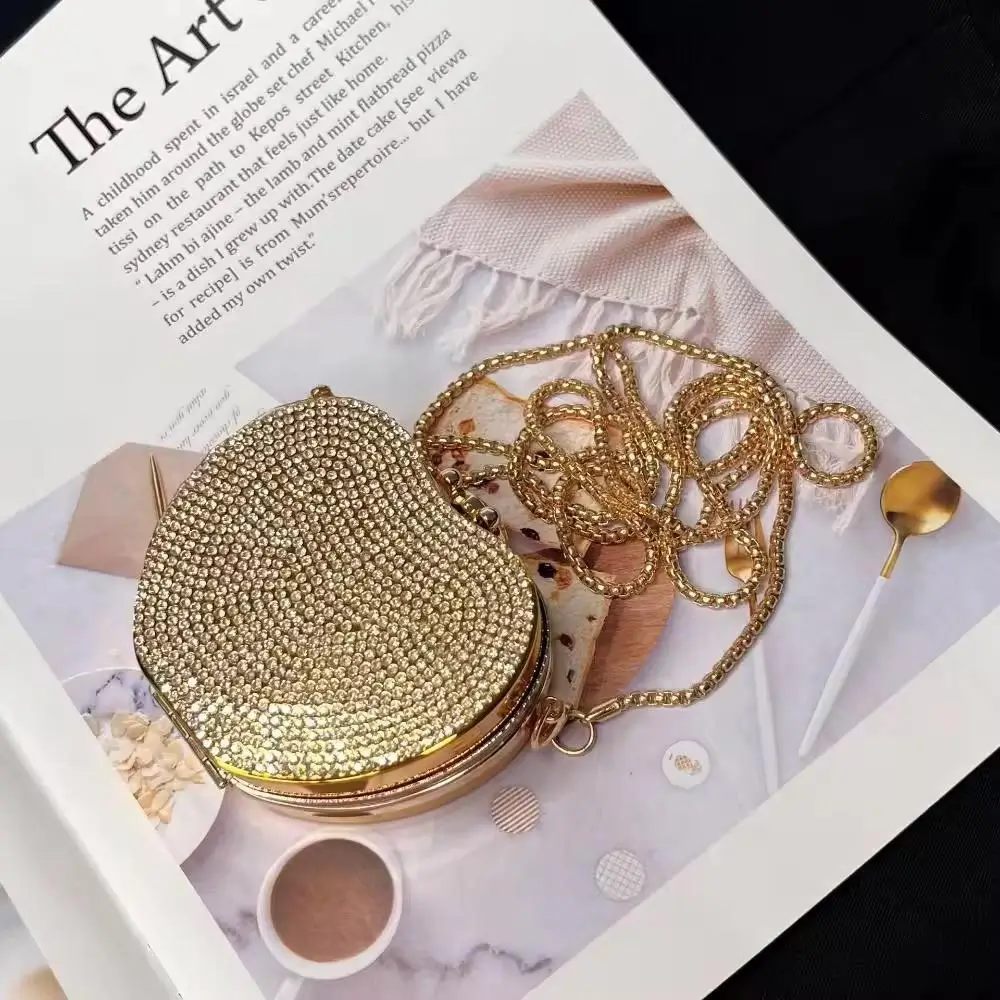 The Art
A childhood spent in israel and a career
taken him around the globe set chef Michael
tissi on the path to Kepos street Kitchen, his
sydney restaurant that feels just like home.
" Lahm bi ajine – the lamb and mint flatbread pizza
– is a dish I grew up with.The date cake [see viewa
for recipe] is from Mum'srepertoire... but I have
added my own twist."